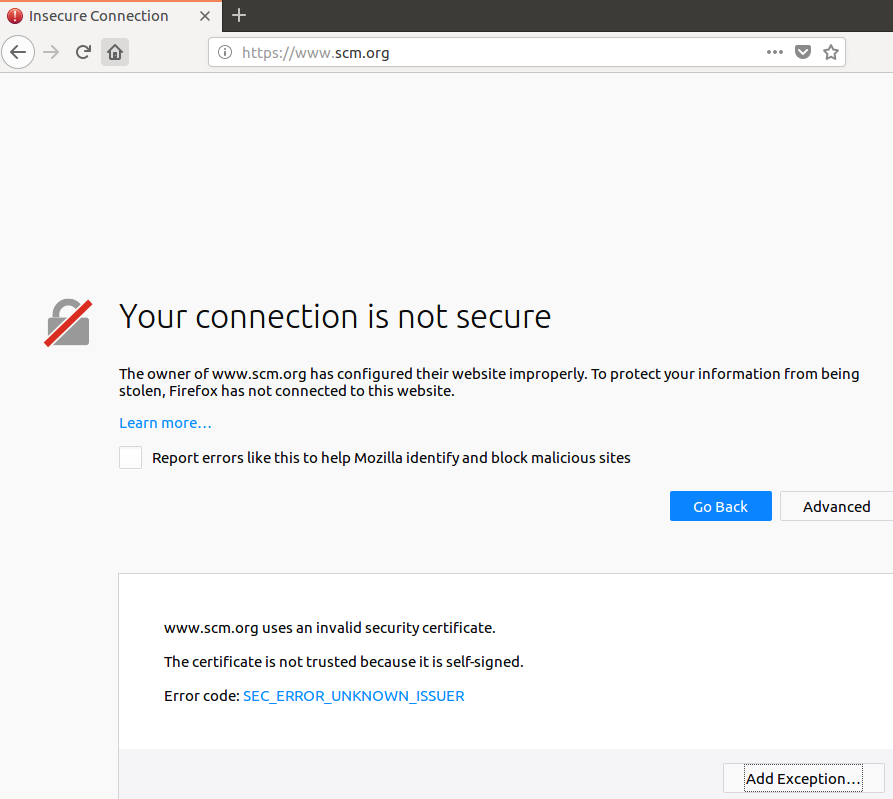 Insecure Connection
https://www.scm.org
Your connection is not secure
The owner of www.scm.org has configured their website improperly. To protect your information from being
stolen, Firefox has not connected to this website.
Learn more…
Report errors like this to help Mozilla identify and block malicious sites
Go Back
Advanced
www.scm.org uses an invalid security certificate.
The certificate is not trusted because it is self-signed.
Error code: SEC_ERROR_UNKNOWN_ISSUER
Add Exception…